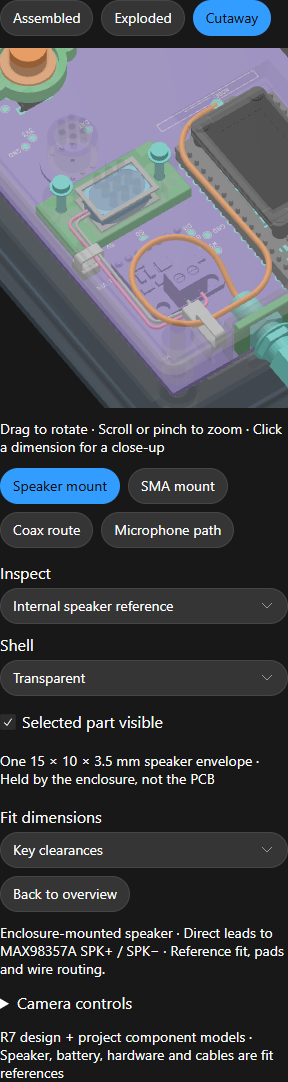 Assembled
Exploded
Cutaway
Drag to rotate · Scroll or pinch to zoom · Click
a dimension for a close-up
Speaker mount
SMA mount
Coax route
Microphone path
Inspect
Internal speaker reference
Shell
Transparent
Selected part visible
One 15 × 10 × 3.5 mm speaker envelope ·
Held by the enclosure, not the PCB
Fit dimensions
Key clearances
Back to overview
Enclosure-mounted speaker · Direct leads to
MAX98357A SPK+ / SPK− · Reference fit, pads
and wire routing.
Camera controls
R7 design + project component models ·
Speaker, battery, hardware and cables are fit
references